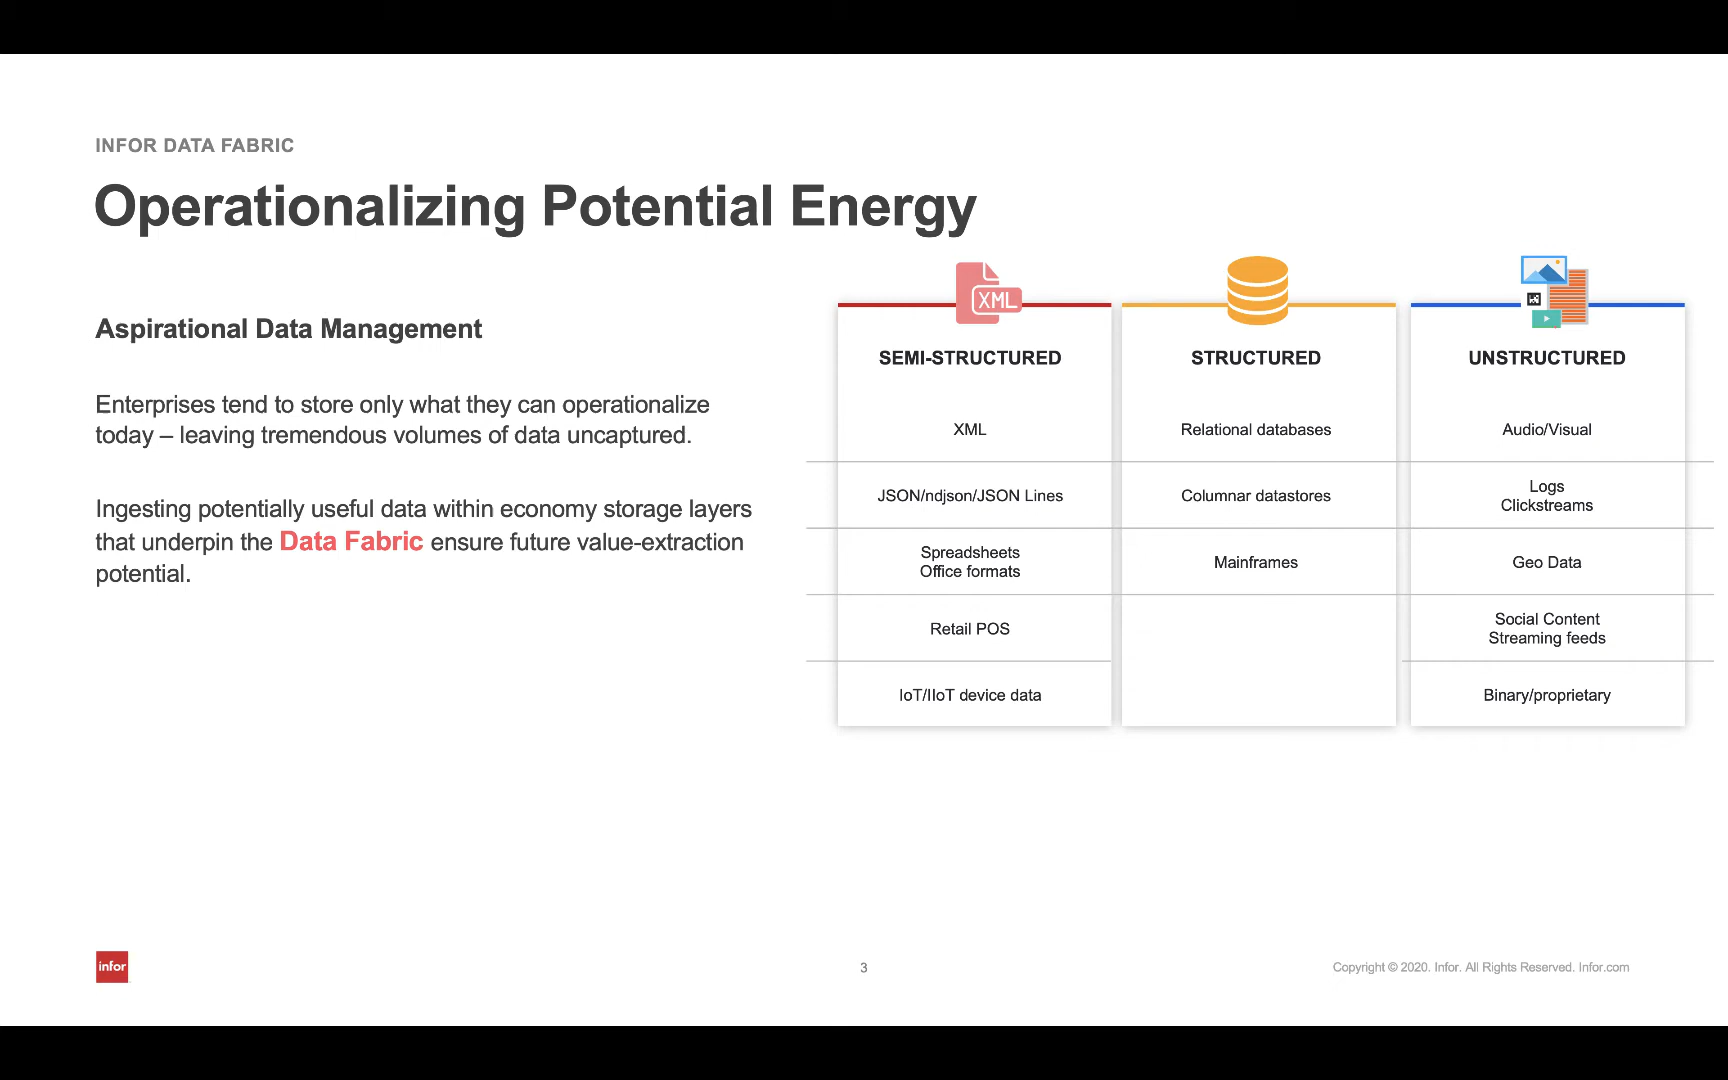 INFOR DATA FABRIC
Operationalizing Potential Energy
Aspirational Data Management
Enterprises tend to store only what they can operationalize
today – leaving tremendous volumes of data uncaptured.
Ingesting potentially useful data within economy storage layers
that underpin the Data Fabric ensure future value-extraction
potential.
XML
SEMI-STRUCTURED
XML
JSON/ndjson/JSON Lines
Spreadsheets
Office formats
Retail POS
IoT/IIoT device data
STRUCTURED
Relational databases
Columnar datastores
Mainframes
UNSTRUCTURED
Audio/Visual
Logs
Clickstreams
Geo Data
Social Content
Streaming feeds
Binary/proprietary
infor
3
Copyright © 2020. Infor. All Rights Reserved. Infor.com